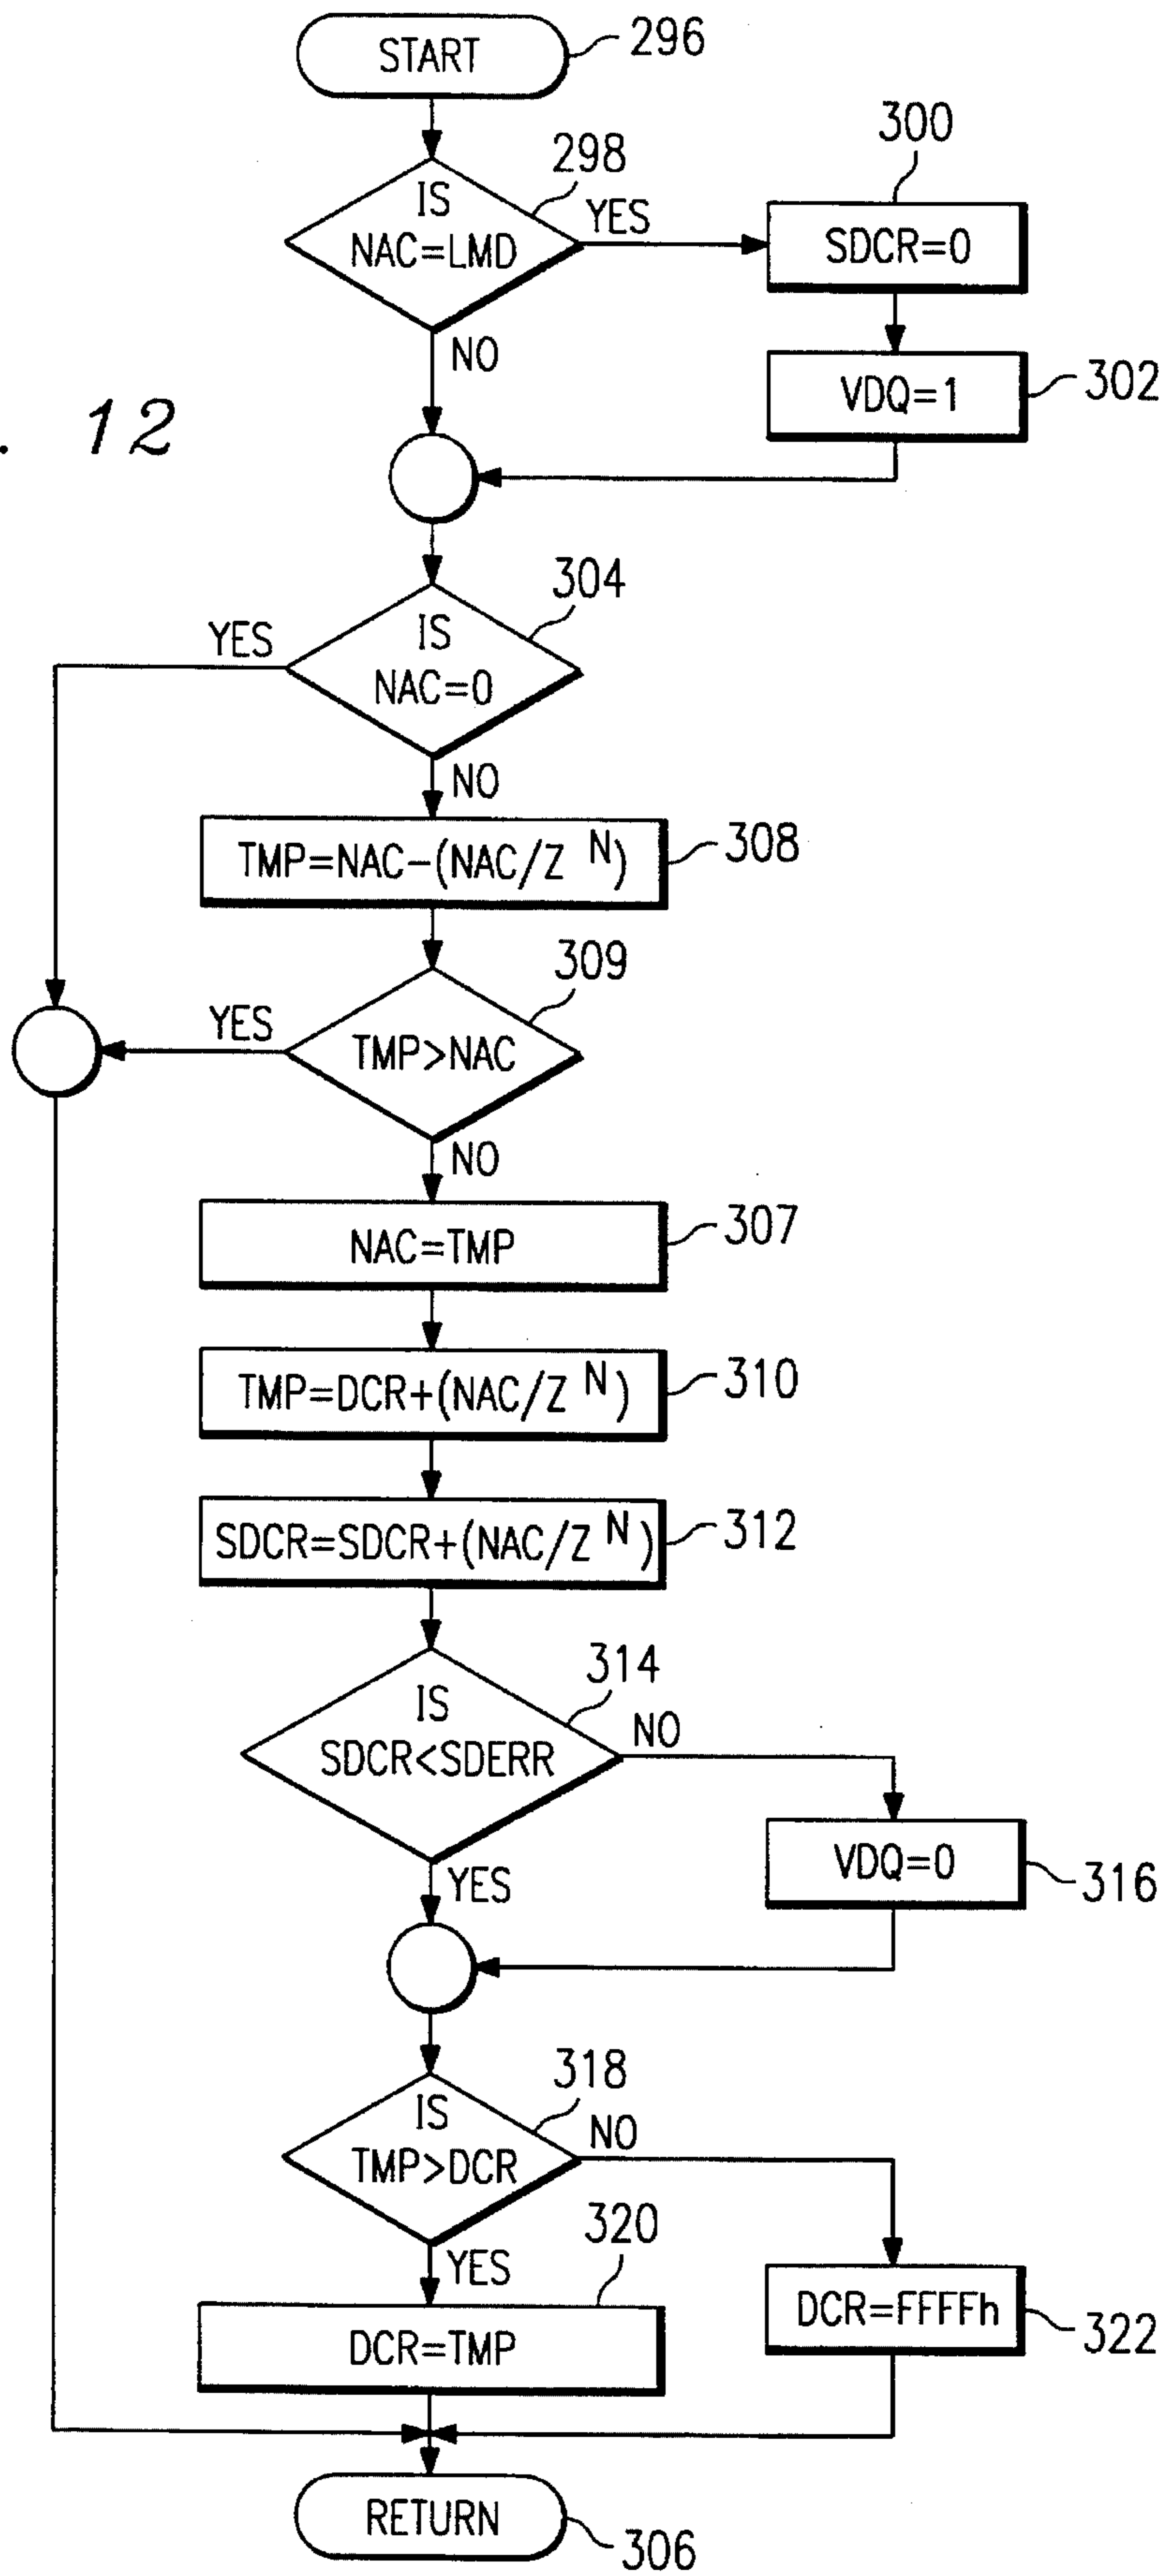 START
296
IS
NAC=LMD
298
YES
NO
300
SDCR=0
VDQ=1
302
. 12
304
IS
NAC=0
YES
NO
TMP=NAC-(NAC/Z N)
308
309
TMP>NAC
YES
NO
NAC=TMP
307
TMP=DCR+(NAC/Z N)
310
SDCR=SDCR+(NAC/Z N)
312
314
IS
SDCR<SDERR
NO
YES
VDQ=0
316
318
IS
TMP>DCR
NO
YES
320
DCR=TMP
DCR=FFFFh
322
RETURN
306